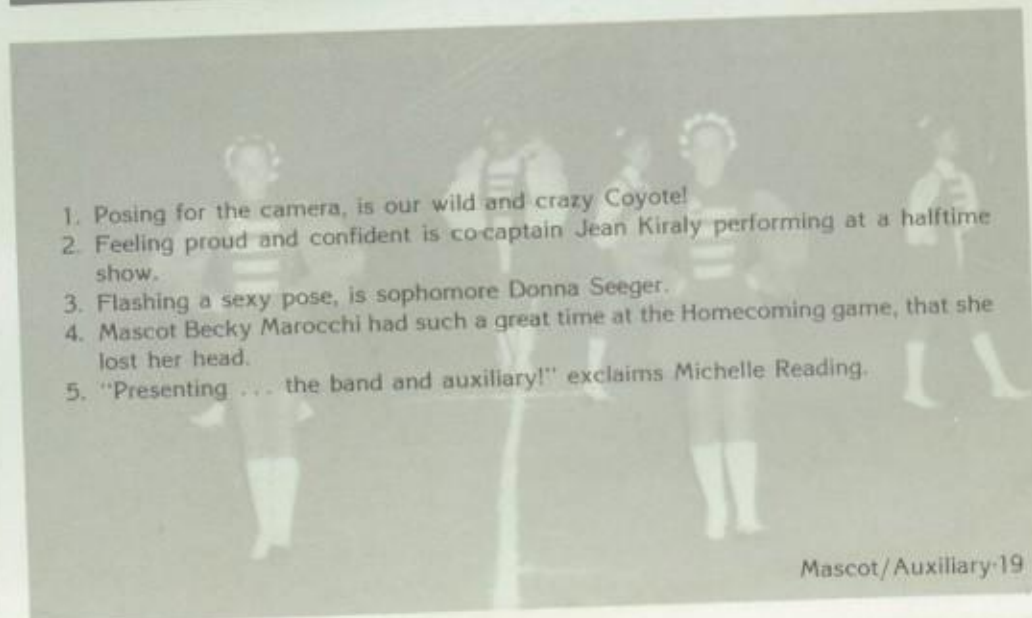 1. Posing for the camera, is our wild and crazy Coyote!
2. Feeling proud and confident is co-captain Jean Kiraly performing at a halftime
show.
3. Flashing a sexy pose, is sophomore Donna Seeger.
4. Mascot Becky Marocchi had such a great time at the Homecoming game, that she
lost her head.
5. "Presenting ... the band and auxiliary!" exclaims Michelle Reading.
Mascot/Auxiliary-19